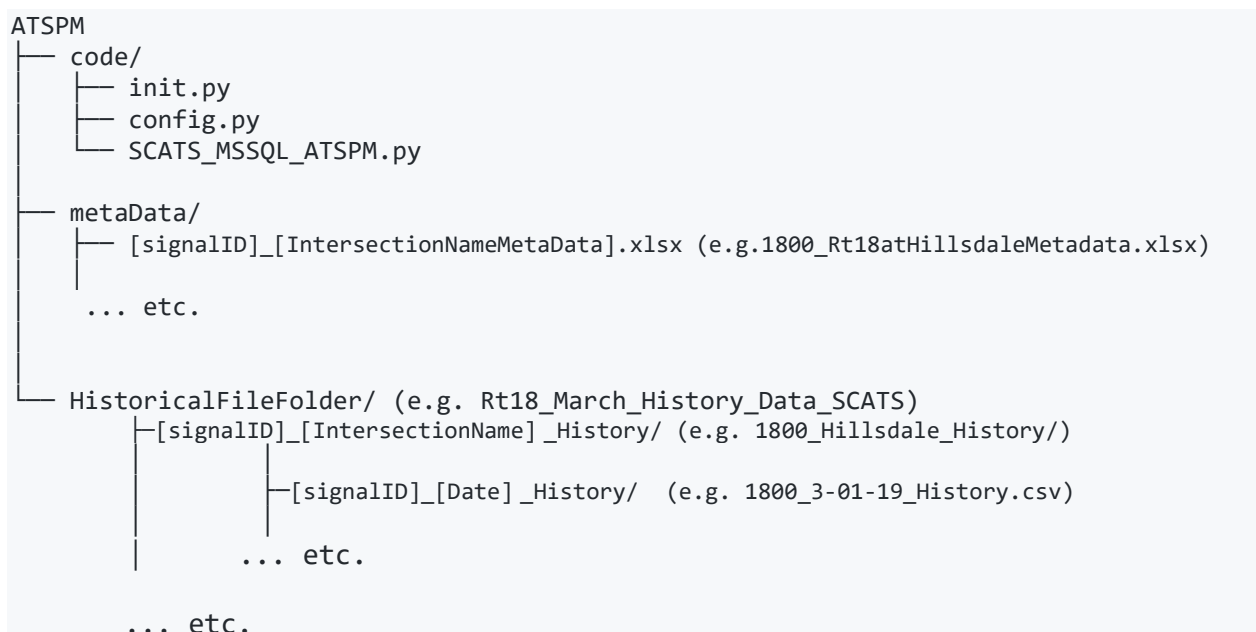 ATSPM
├── code/
│   ├── init.py
│   ├── config.py
│   └── SCATS_MSSQL_ATSPM.py
│
├── metaData/
│   ├── [signalID]_[IntersectionNameMetaData].xlsx (e.g.1800_Rt18atHillsdaleMetadata.xlsx)
│   │
│    ... etc.
│
│
└── HistoricalFileFolder/ (e.g. Rt18_March_History_Data_SCATS)
├─[signalID]_[IntersectionName]_History/ (e.g. 1800_Hillsdale_History/)
│ │
│ ├─[signalID]_[Date]_History/ (e.g. 1800_3-01-19_History.csv)
│ │
│ ... etc.
... etc.